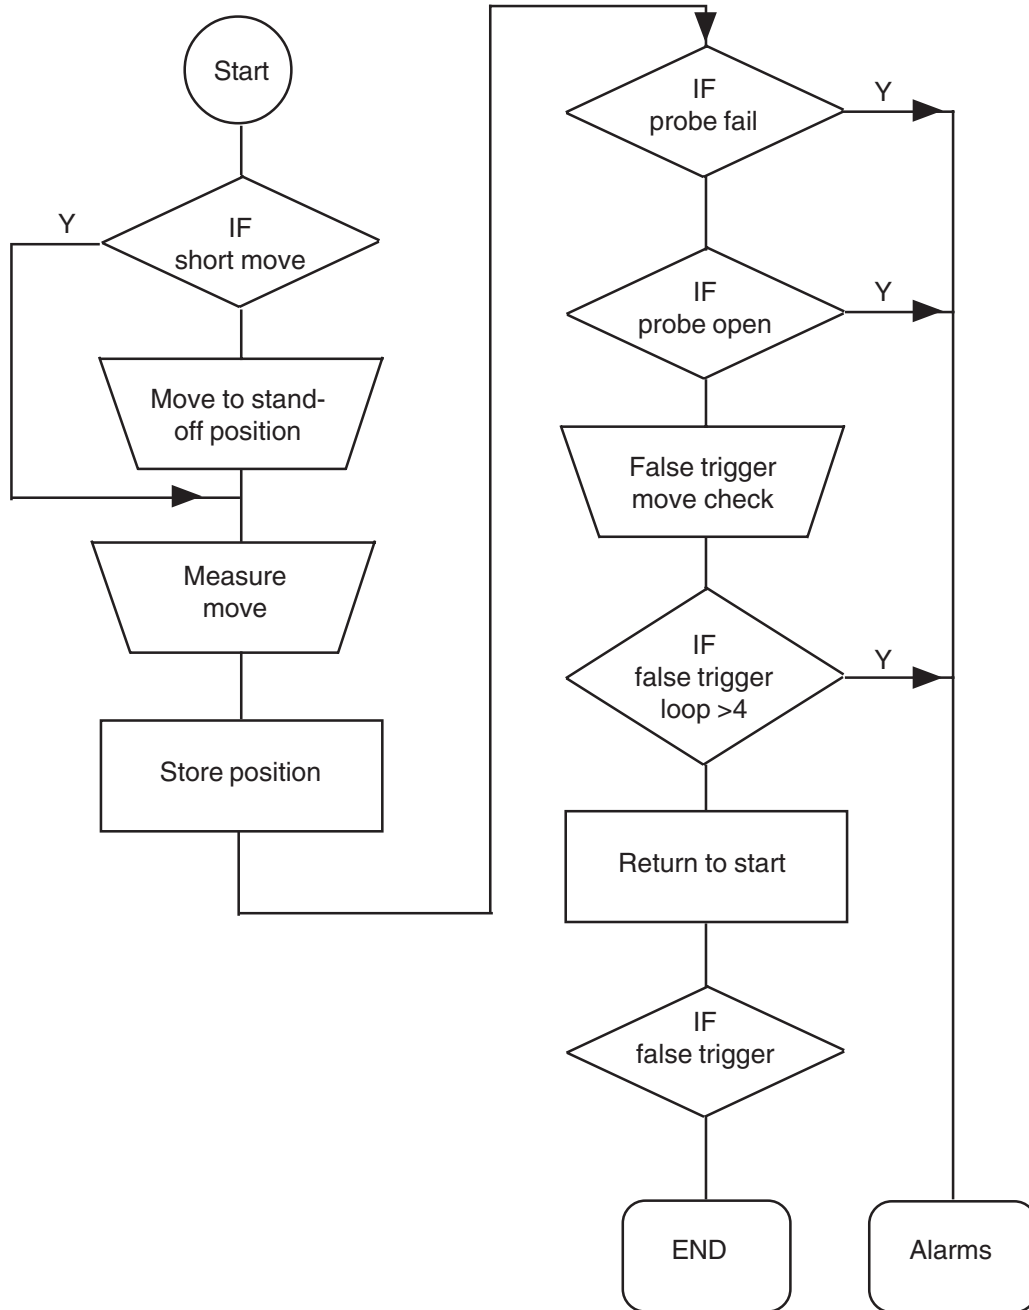 Start
Y
IF
short move
Move to stand-
off position
Measure
move
Store position
IF
probe fail
Y
IF
probe open
Y
False trigger
move check
IF
false trigger
loop >4
Y
Return to start
IF
false trigger
END
Alarms